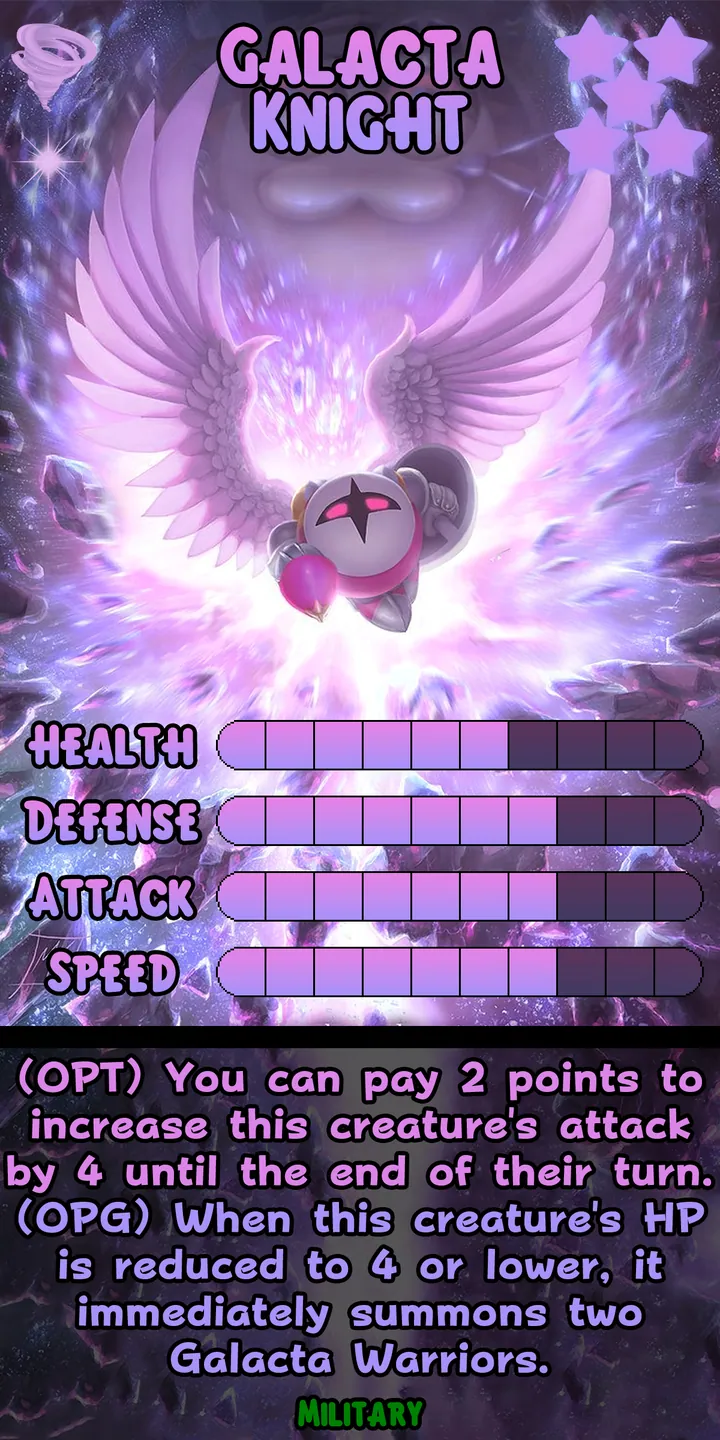 GALACTA
KNIGHT
HEALTH
DEFENSE
ATTACK
SPEED
(OPT) You can pay 2 points to
increase this creature's attack
by 4 until the end of their turn.
(OPG) When this creature's HP
is reduced to 4 or lower, it
immediately summons two
Galacta Warriors.
MILITARY